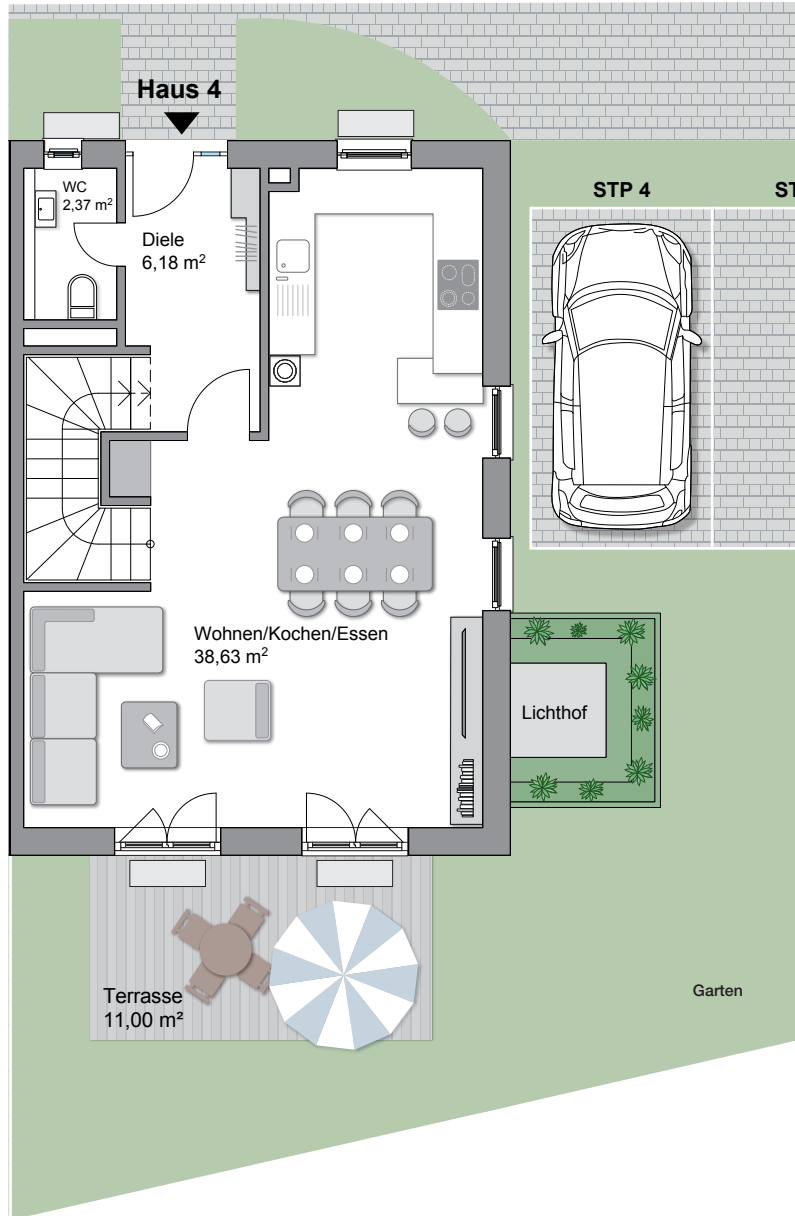 Haus 4
WC
2,37 m²
STP 4
ST
Diele
6,18 m²
Wohnen/Kochen/Essen
38,63 m²
Lichthof
Terrasse
11,00 m²
Garten